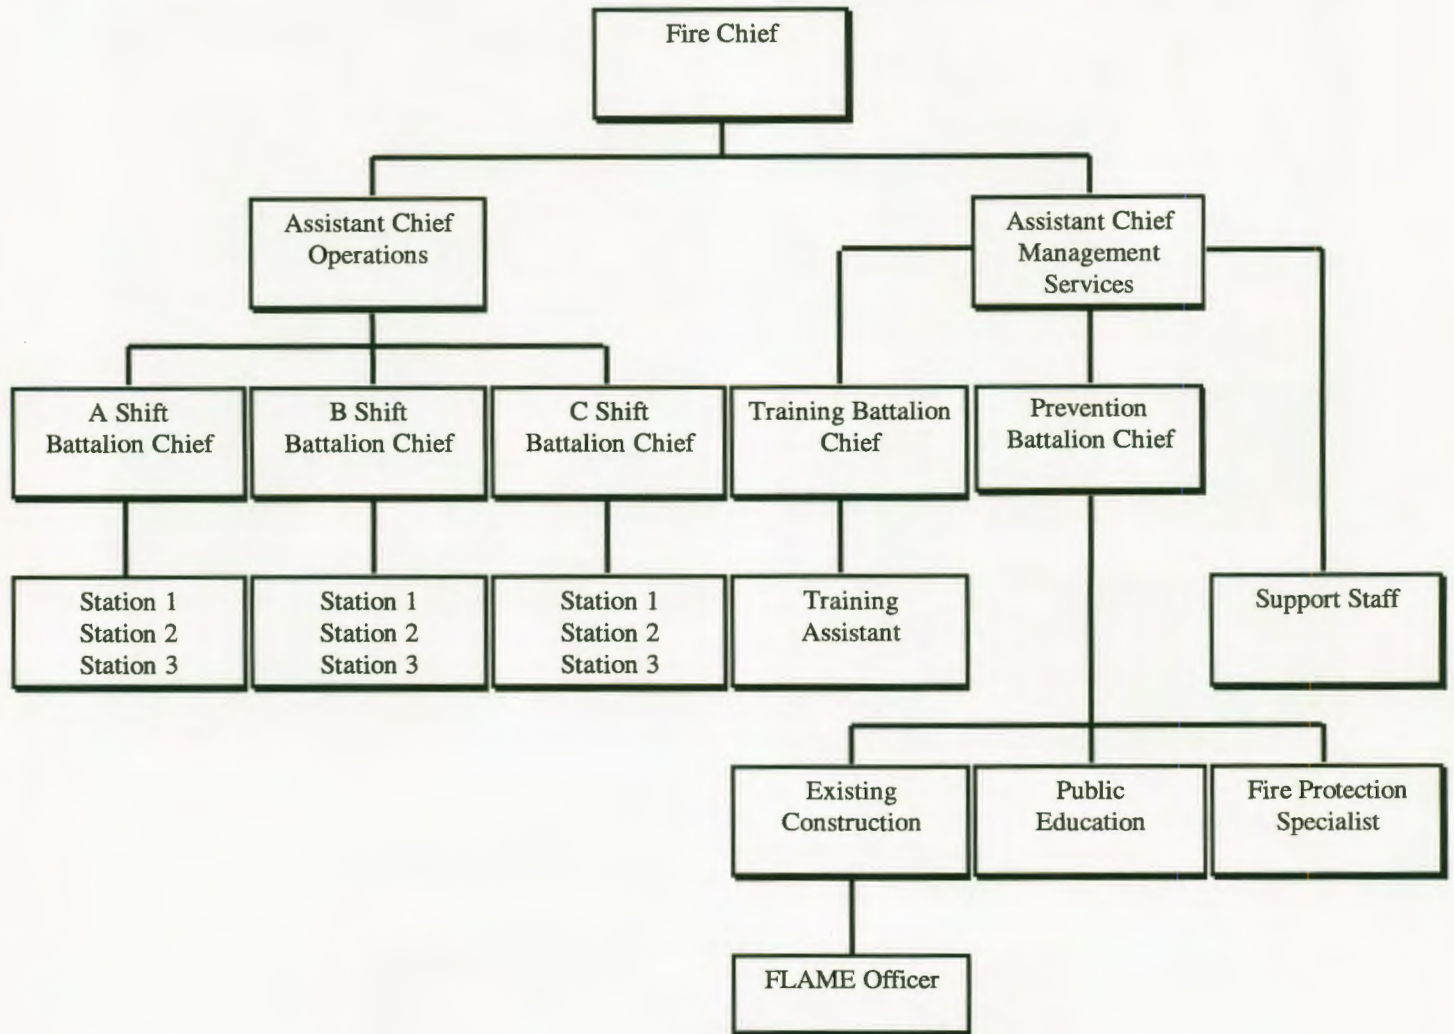 Fire Chief
Assistant Chief
Operations
Assistant Chief
Management
Services
A Shift
Battalion Chief
B Shift
Battalion Chief
C Shift
Battalion Chief
Training Battalion
Chief
Prevention
Battalion Chief
Station 1
Station 2
Station 3
Station 1
Station 2
Station 3
Station 1
Station 2
Station 3
Training
Assistant
Support Staff
Existing
Construction
Public
Education
Fire Protection
Specialist
FLAME Officer